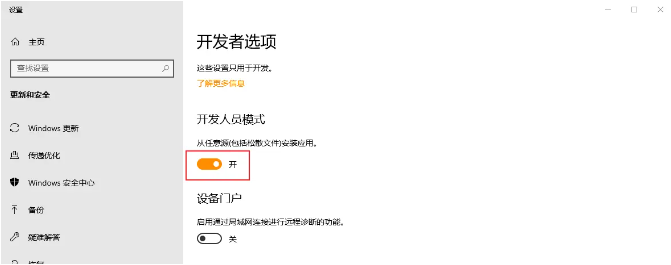 设置
主页
查找设置
更新和安全
Windows 更新
传递优化
Windows 安全中心
备份
疑难解答
恢复
开发者选项
这些设置只用于开发。
了解更多信息
开发人员模式
从任意源(包括松散文件)安装应用。
开
设备门户
启用通过局域网连接进行远程诊断的功能。
关